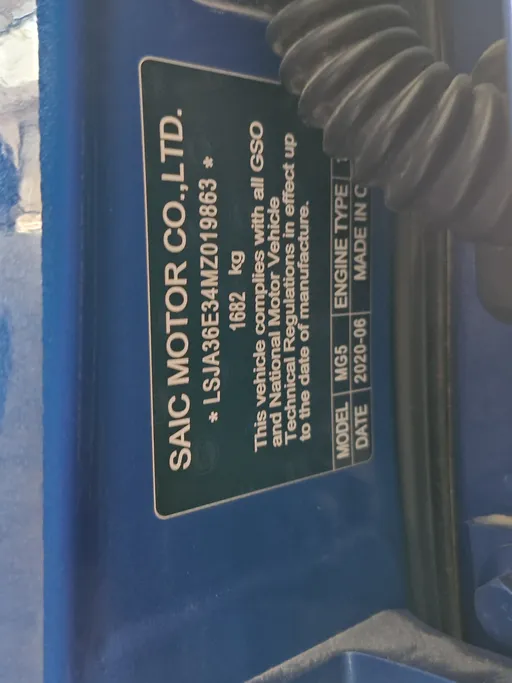 SAIC MOTOR CO.,LTD.
* LSJA36E34MZ019863 *
1682 kg
This vehicle complies with all GSO
and National Motor Vehicle
Technical Regulations in effect up
to the date of manufacture.
MODEL MG5 ENGINE TYPE
DATE 2020-06 MADE IN